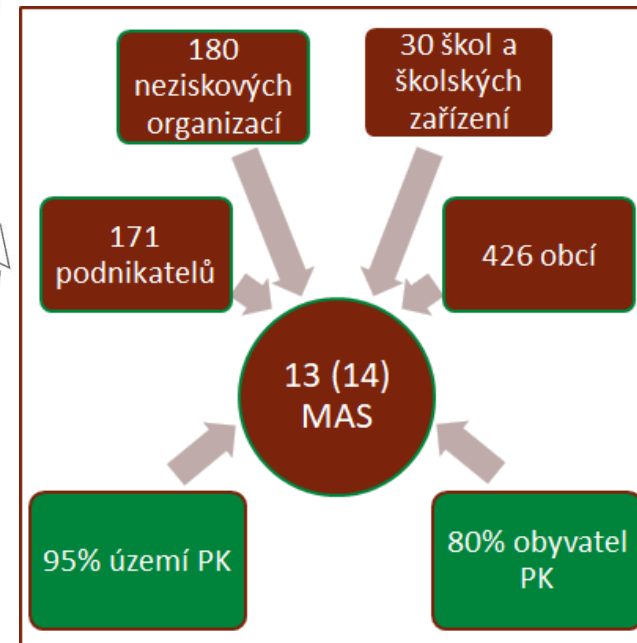 180
neziskových
organizací
30 škol a
školských
zařízení
171
podnikatelů
426 obcí
13 (14)
MAS
95% území PK
80% obyvatel
PK